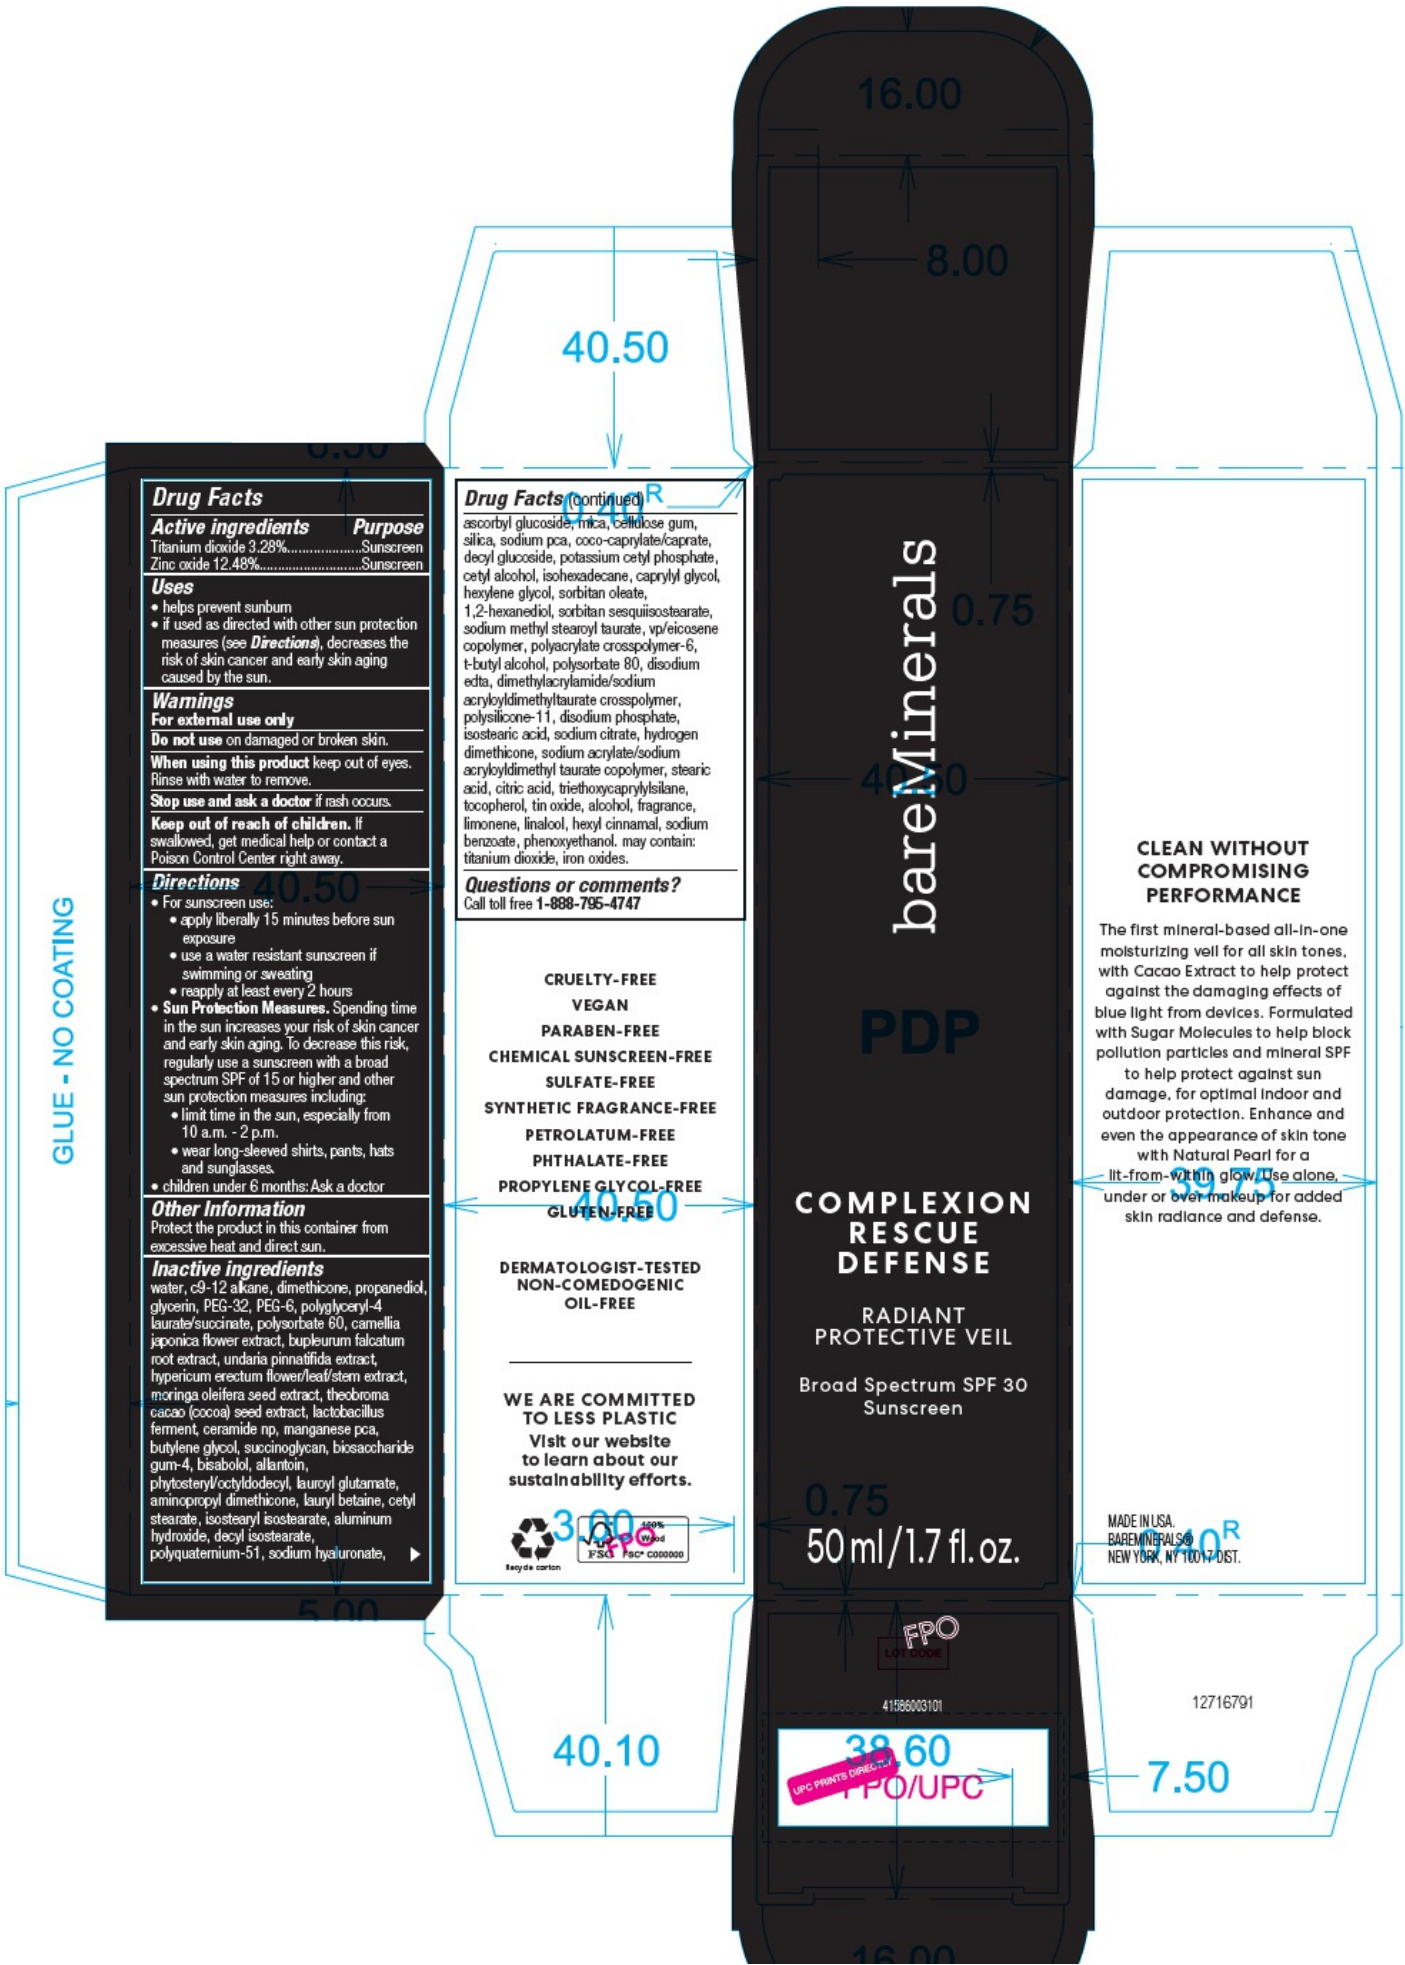 16.00
8.00
40.50
6.50
GLUE - NO COATING
Drug Facts
Active ingredients Purpose
Titanium dioxide 3.28%....................Sunscreen
Zinc oxide 12.48%............................Sunscreen
Uses
• helps prevent sunburn
• if used as directed with other sun protection
measures (see Directions), decreases the
risk of skin cancer and early skin aging
caused by the sun.
Warnings
For external use only
Do not use on damaged or broken skin.
When using this product keep out of eyes.
Rinse with water to remove.
Stop use and ask a doctor if rash occurs.
Keep out of reach of children. If
swallowed, get medical help or contact a
Poison Control Center right away.
Directions
40.50
• For sunscreen use:
• apply liberally 15 minutes before sun
exposure
• use a water resistant sunscreen if
swimming or sweating
• reapply at least every 2 hours
• Sun Protection Measures. Spending time
in the sun increases your risk of skin cancer
and early skin aging. To decrease this risk,
regularly use a sunscreen with a broad
spectrum SPF of 15 or higher and other
sun protection measures including:
• limit time in the sun, especially from
10 a.m. - 2 p.m.
• wear long-sleeved shirts, pants, hats
and sunglasses.
• children under 6 months: Ask a doctor
Other Information
Protect the product in this container from
excessive heat and direct sun.
Inactive ingredients
water, c9-12 alkane, dimethicone, propanediol,
glycerin, PEG-32, PEG-6, polyglyceryl-4
laurate/succinate, polysorbate 60, camellia
japonica flower extract, bupleurum falcatum
root extract, undaria pinnatifida extract,
hypericum erectum flower/leaf/stem extract,
moringa oleifera seed extract, theobroma
cacao (cocoa) seed extract, lactobacillus
ferment, ceramide np, manganese pca,
butylene glycol, succinoglycan, biosaccharide
gum-4, bisabolol, allantoin,
phytosteryl/octyldodecyl, lauroyl glutamate,
aminopropyl dimethicone, lauryl betaine, cetyl
stearate, isostearyl isostearate, aluminum
hydroxide, decyl isostearate,
polyquaternium-51, sodium hyaluronate,
5.00
Drug Facts (continued)
0.40R
ascorbyl glucoside, mica, cellulose gum,
silica, sodium pca, coco-caprylate/caprate,
decyl glucoside, potassium cetyl phosphate,
cetyl alcohol, isohexadecane, caprylyl glycol,
hexylene glycol, sorbitan oleate,
1,2-hexanediol, sorbitan sesquiisostearate,
sodium methyl stearoyl taurate, vp/eicosene
copolymer, polyacrylate crosspolymer-6,
t-butyl alcohol, polysorbate 80, disodium
edta, dimethylacrylamide/sodium
acryloyldimethyltaurate crosspolymer,
polysilicone-11, disodium phosphate,
isostearic acid, sodium citrate, hydrogen
dimethicone, sodium acrylate/sodium
acryloyldimethyl taurate copolymer, stearic
acid, citric acid, triethoxycaprylylsilane,
tocopherol, tin oxide, alcohol, fragrance,
limonene, linalool, hexyl cinnamal, sodium
benzoate, phenoxyethanol. may contain:
titanium dioxide, iron oxides.
Questions or comments?
Call toll free 1-888-795-4747
CRUELTY-FREE
VEGAN
PARABEN-FREE
CHEMICAL SUNSCREEN-FREE
SULFATE-FREE
SYNTHETIC FRAGRANCE-FREE
PETROLATUM-FREE
PHTHALATE-FREE
PROPYLENE GLYCOL-FREE
GLUTEN-FREE
40.50
DERMATOLOGIST-TESTED
NON-COMEDOGENIC
OIL-FREE
WE ARE COMMITTED
TO LESS PLASTIC
Visit our website
to learn about our
sustainability efforts.
3.00
Recycle carton
FSC
100%
Wood
FSC® C000000
FPO
40.10
bareMinerals
0.75
40.50
PDP
COMPLEXION
RESCUE
DEFENSE
RADIANT
PROTECTIVE VEIL
Broad Spectrum SPF 30
Sunscreen
0.75
50 ml/1.7 fl. oz.
FPO
LOT CODE
41586003101
38.60
UPC PRINTS DIRECTLY
FPO/UPC
16.00
CLEAN WITHOUT
COMPROMISING
PERFORMANCE
The first mineral-based all-in-one
moisturizing veil for all skin tones,
with Cacao Extract to help protect
against the damaging effects of
blue light from devices. Formulated
with Sugar Molecules to help block
pollution particles and mineral SPF
to help protect against sun
damage, for optimal indoor and
outdoor protection. Enhance and
even the appearance of skin tone
with Natural Pearl for a
lit-from-within glow. Use alone,
under or over makeup for added
skin radiance and defense.
39.75
MADE IN USA.
BAREMINERALS®
NEW YORK, NY 10017 DIST.
0.40R
12716791
7.50